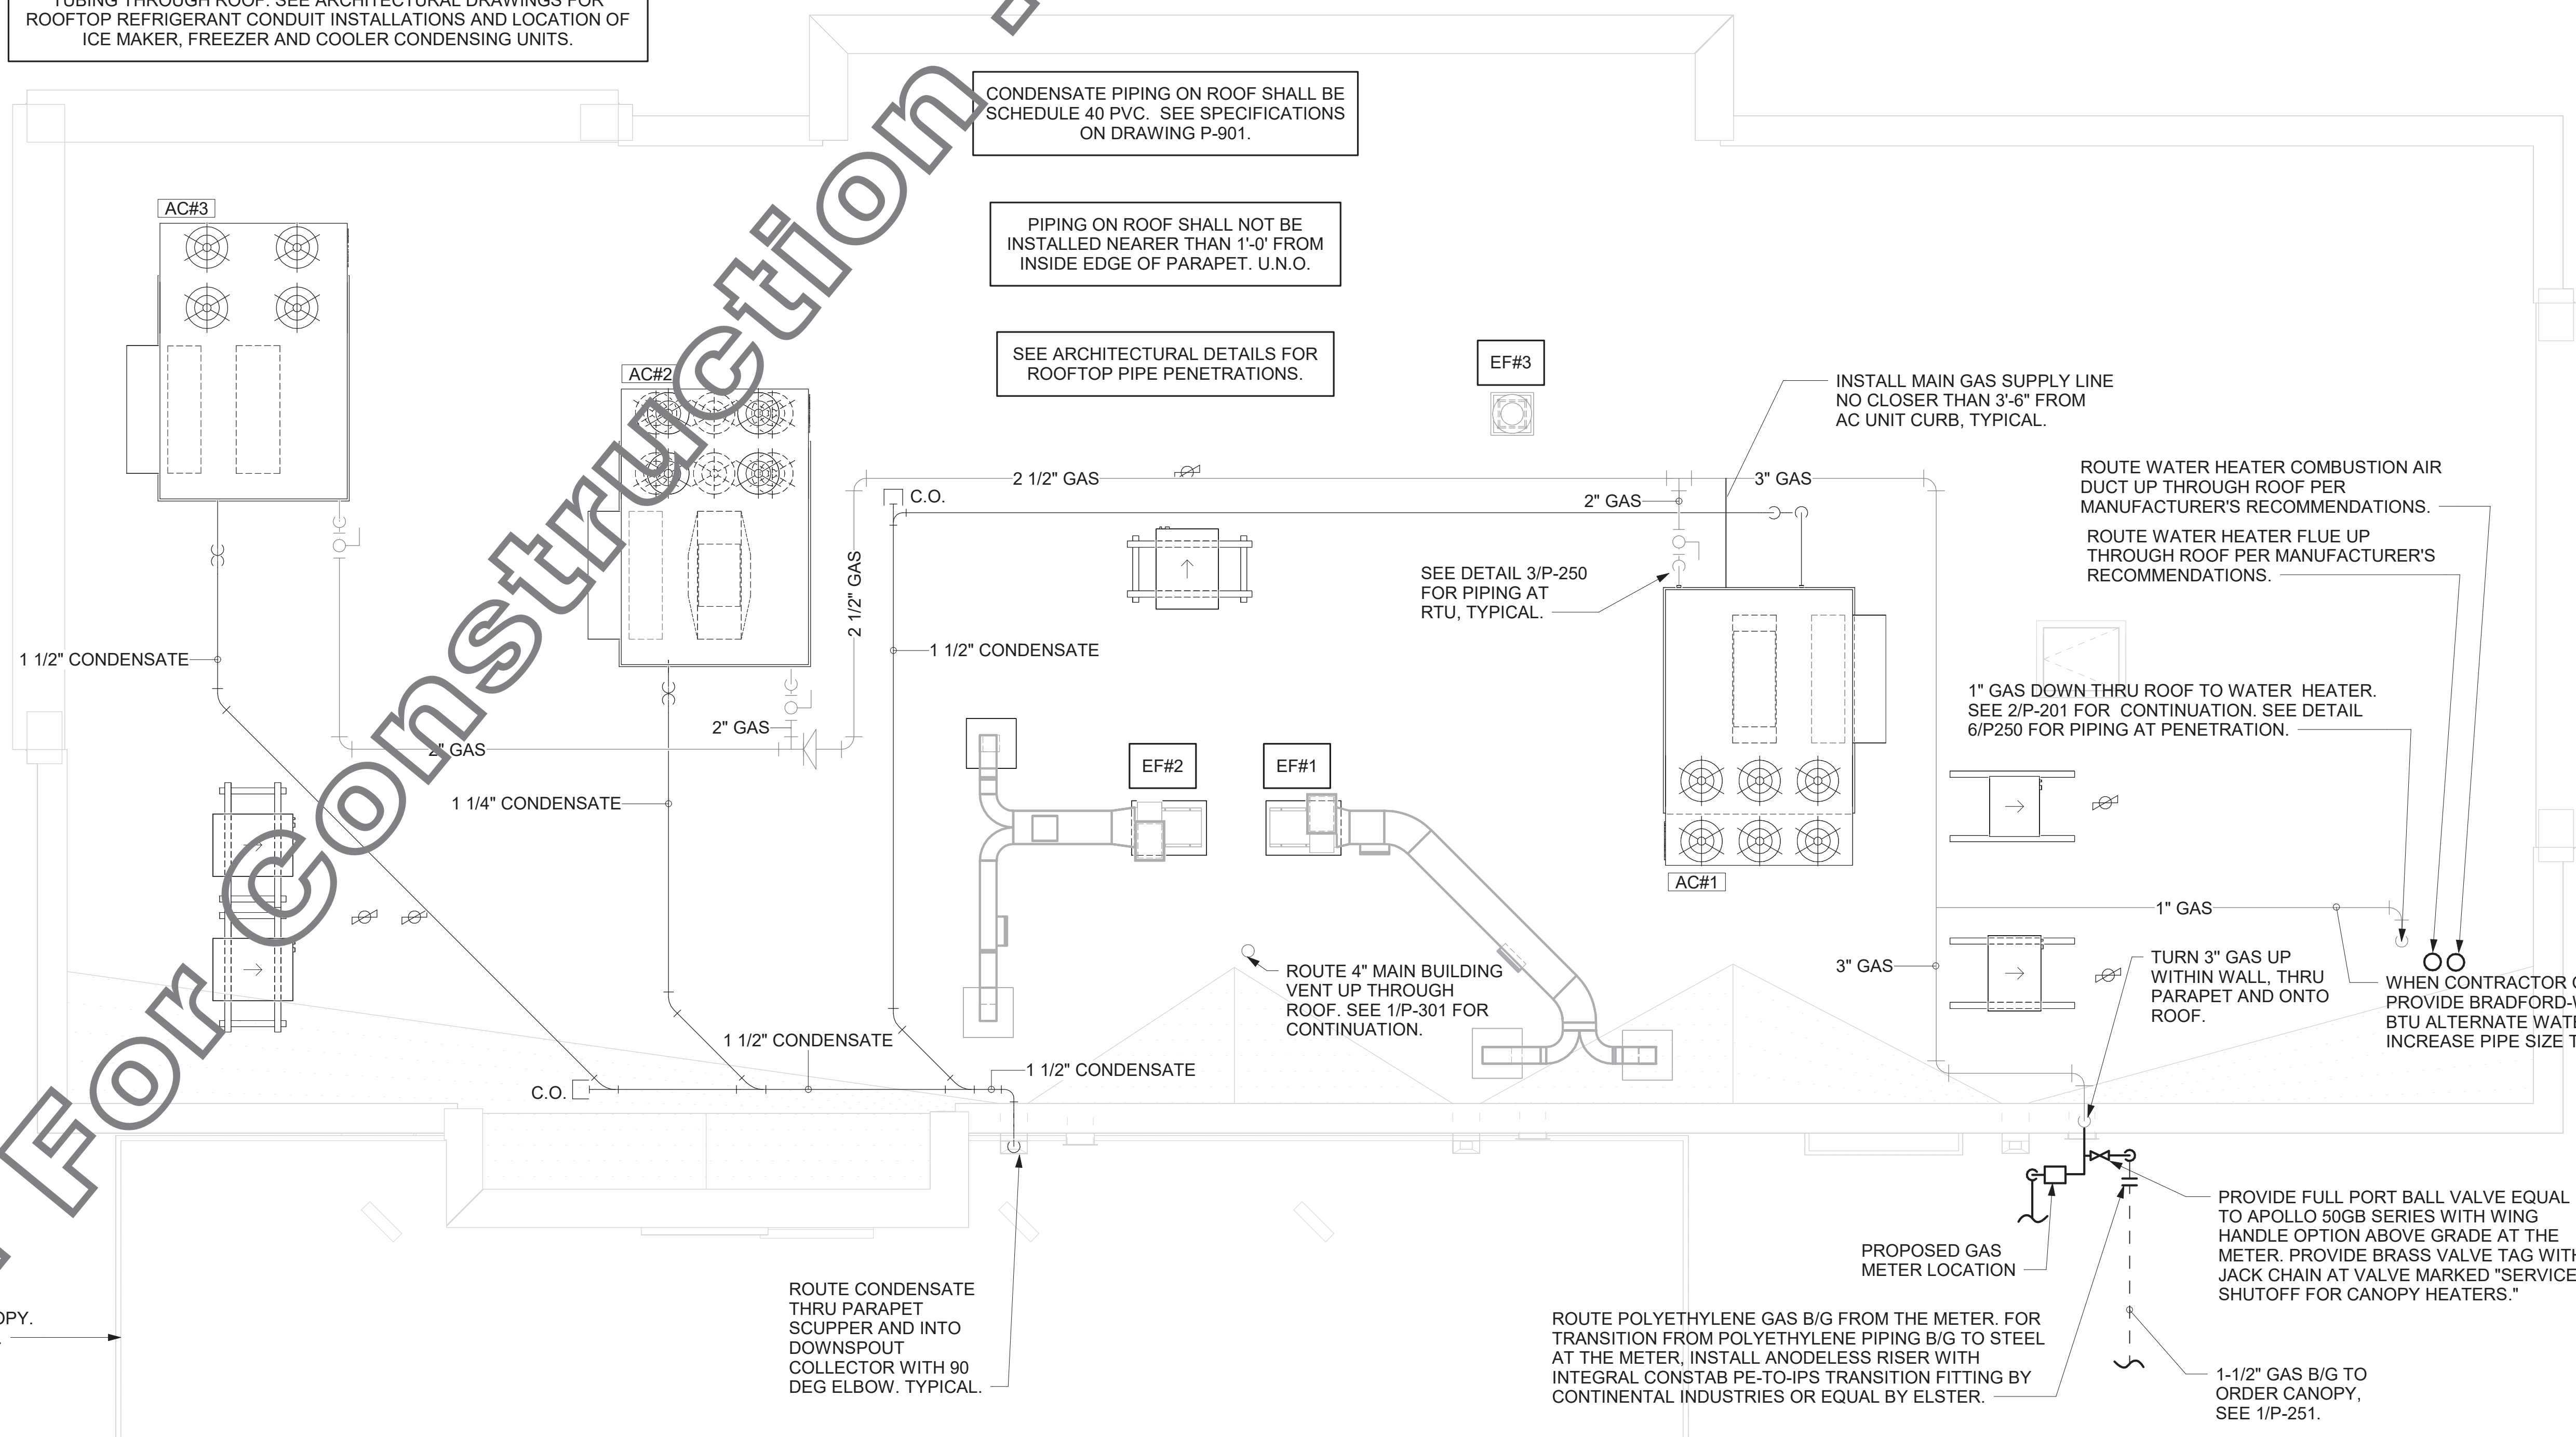 TUBING THROUGH ROOF. SEE ARCHITECTURAL DRAWINGS FOR
ROOFTOP REFRIGERANT CONDUIT INSTALLATIONS AND LOCATION OF
ICE MAKER, FREEZER AND COOLER CONDENSING UNITS.
CONDENSATE PIPING ON ROOF SHALL BE
SCHEDULE 40 PVC. SEE SPECIFICATIONS
ON DRAWING P-901.
PIPING ON ROOF SHALL NOT BE
INSTALLED NEARER THAN 1'-0' FROM
INSIDE EDGE OF PARAPET. U.N.O.
SEE ARCHITECTURAL DETAILS FOR
ROOFTOP PIPE PENETRATIONS.
AC#3
AC#2
EF#3
INSTALL MAIN GAS SUPPLY LINE
NO CLOSER THAN 3'-6" FROM
AC UNIT CURB, TYPICAL.
2 1/2" GAS
3" GAS
C.O.
2" GAS
ROUTE WATER HEATER COMBUSTION AIR
DUCT UP THROUGH ROOF PER
MANUFACTURER'S RECOMMENDATIONS.
ROUTE WATER HEATER FLUE UP
THROUGH ROOF PER MANUFACTURER'S
RECOMMENDATIONS.
2 1/2" GAS
SEE DETAIL 3/P-250
FOR PIPING AT
RTU, TYPICAL.
1 1/2" CONDENSATE
1 1/2" CONDENSATE
1" GAS DOWN THRU ROOF TO WATER HEATER.
SEE 2/P-201 FOR CONTINUATION. SEE DETAIL
6/P250 FOR PIPING AT PENETRATION.
2" GAS
2" GAS
EF#2
EF#1
1 1/4" CONDENSATE
AC#1
1" GAS
3" GAS
ROUTE 4" MAIN BUILDING
VENT UP THROUGH
ROOF. SEE 1/P-301 FOR
CONTINUATION.
TURN 3" GAS UP
WITHIN WALL, THRU
PARAPET AND ONTO
ROOF.
WHEN CONTRACTOR
PROVIDE BRADFORD-
BTU ALTERNATE
INCREASE PIPE SIZE
1 1/2" CONDENSATE
1 1/2" CONDENSATE
C.O.
ROUTE CONDENSATE
THRU PARAPET
SCUPPER AND INTO
DOWNSPOUT
COLLECTOR WITH 90
DEG ELBOW. TYPICAL.
PROPOSED GAS
METER LOCATION
PROVIDE FULL PORT BALL VALVE EQUAL
TO APOLLO 50GB SERIES WITH WING
HANDLE OPTION ABOVE GRADE AT THE
METER. PROVIDE BRASS VALVE TAG WITH
JACK CHAIN AT VALVE MARKED "SERVICE
SHUTOFF FOR CANOPY HEATERS."
ROUTE POLYETHYLENE GAS B/G FROM THE METER. FOR
TRANSITION FROM POLYETHYLENE PIPING B/G TO STEEL
AT THE METER, INSTALL ANODELESS RISER WITH
INTEGRAL CONSTAB PE-TO-IPS TRANSITION FITTING BY
CONTINENTAL INDUSTRIES OR EQUAL BY ELSTER.
1-1/2" GAS B/G TO
ORDER CANOPY,
SEE 1/P-251.
For Construction